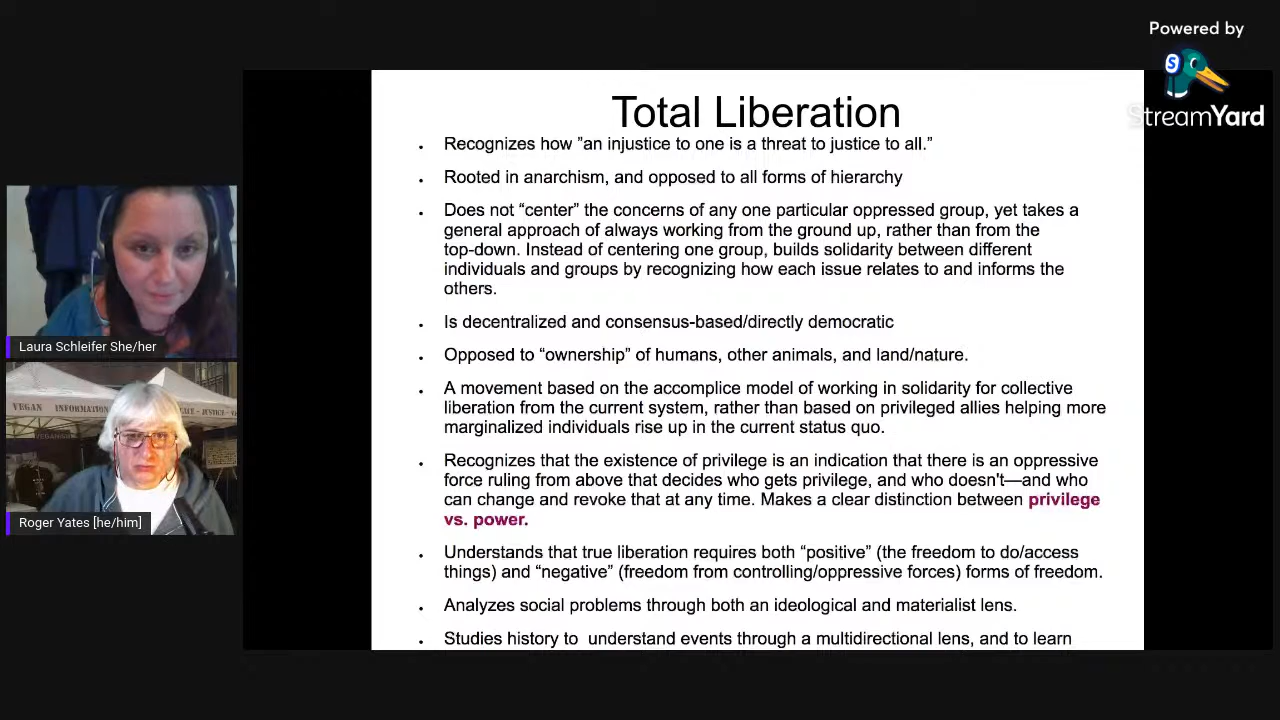 Powered by
StreamYard
Total Liberation
Recognizes how ”an injustice to one is a threat to justice to all.”
Rooted in anarchism, and opposed to all forms of hierarchy
Does not “center” the concerns of any one particular oppressed group, yet takes a
general approach of always working from the ground up, rather than from the
top-down. Instead of centering one group, builds solidarity between different
individuals and groups by recognizing how each issue relates to and informs the
others.
Is decentralized and consensus-based/directly democratic
Opposed to “ownership” of humans, other animals, and land/nature.
A movement based on the accomplice model of working in solidarity for collective
liberation from the current system, rather than based on privileged allies helping more
marginalized individuals rise up in the current status quo.
Recognizes that the existence of privilege is an indication that there is an oppressive
force ruling from above that decides who gets privilege, and who doesn't—and who
can change and revoke that at any time. Makes a clear distinction between privilege
vs. power.
Understands that true liberation requires both “positive” (the freedom to do/access
things) and “negative” (freedom from controlling/oppressive forces) forms of freedom.
Analyzes social problems through both an ideological and materialist lens.
Studies history to  understand events through a multidirectional lens, and to learn
Laura Schleifer She/her
VEGAN INFORMATION
JUSTICE
Roger Yates [he/him]